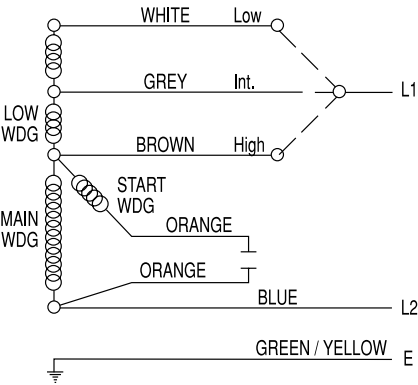 WHITE Low
GREY Int.
L1
LOW
WDG
BROWN High
START
WDG
MAIN
WDG
ORANGE
ORANGE
BLUE
L2
GREEN / YELLOW
E